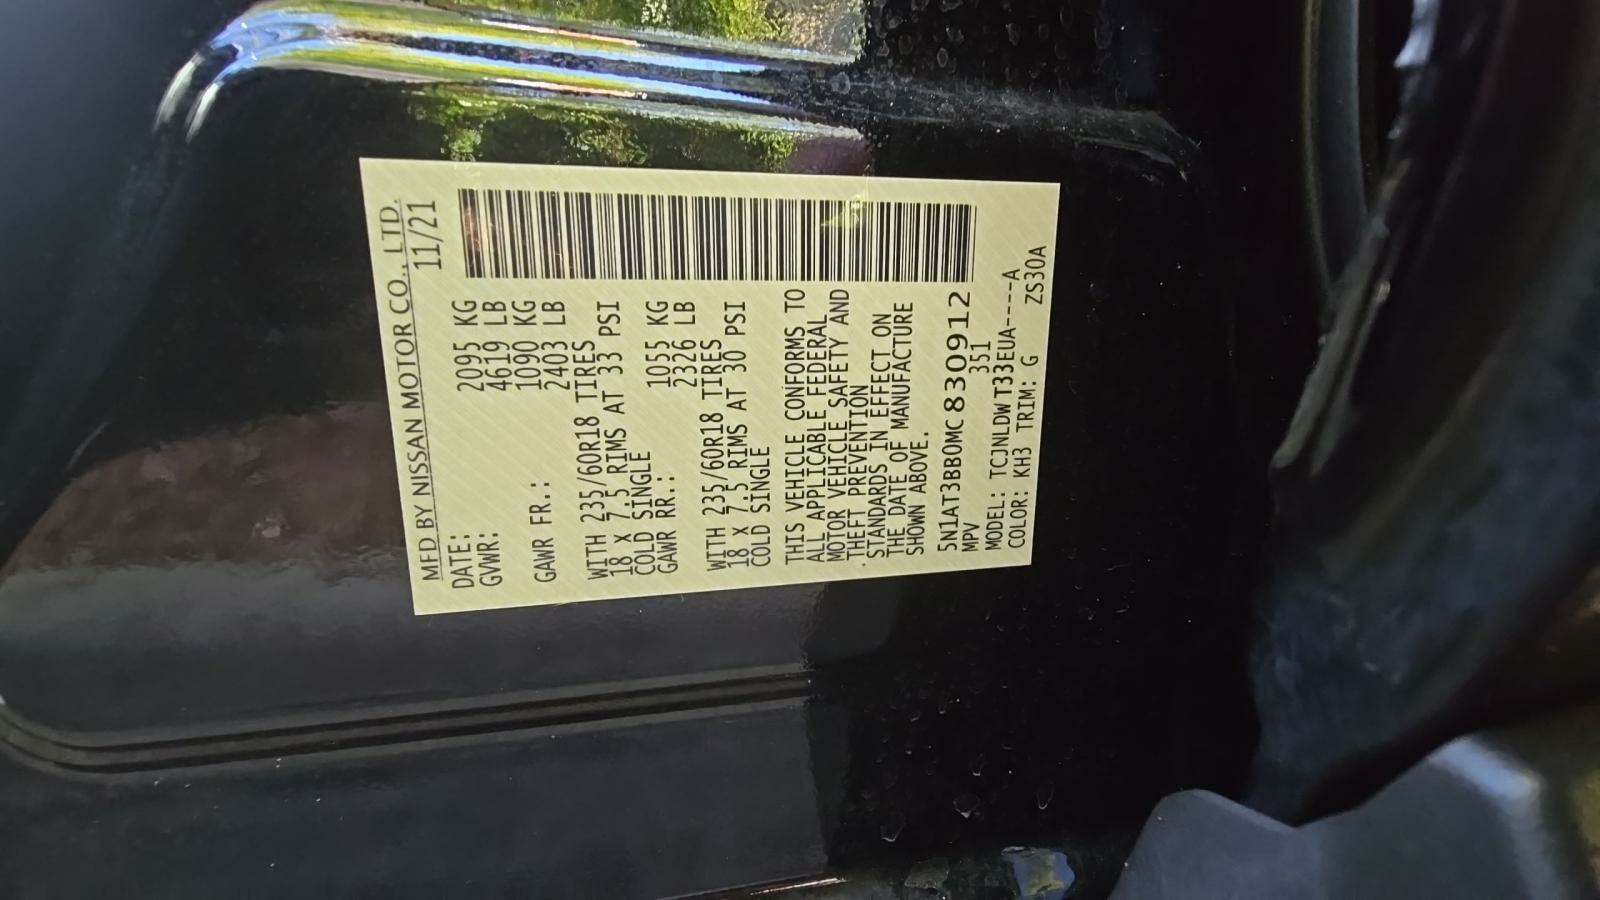 MFD BY NISSAN MOTOR CO., LTD.
DATE: 11/21
GVWR: 2095 KG
4619 LB
GAWR FR.: 1090 KG
2403 LB
WITH 235/60R18 TIRES
18 X 7.5 RIMS AT 33 PSI
COLD SINGLE
GAWR RR.: 1055 KG
2326 LB
WITH 235/60R18 TIRES
18 X 7.5 RIMS AT 30 PSI
COLD SINGLE
THIS VEHICLE CONFORMS TO
ALL APPLICABLE FEDERAL
MOTOR VEHICLE SAFETY AND
THEFT PREVENTION
STANDARDS IN EFFECT ON
THE DATE OF MANUFACTURE
SHOWN ABOVE.
5N1AT3BB0MC830912
MPV 351
MODEL: TCJNLDWT33EUA-----A
COLOR: KH3 TRIM: G ZS30A